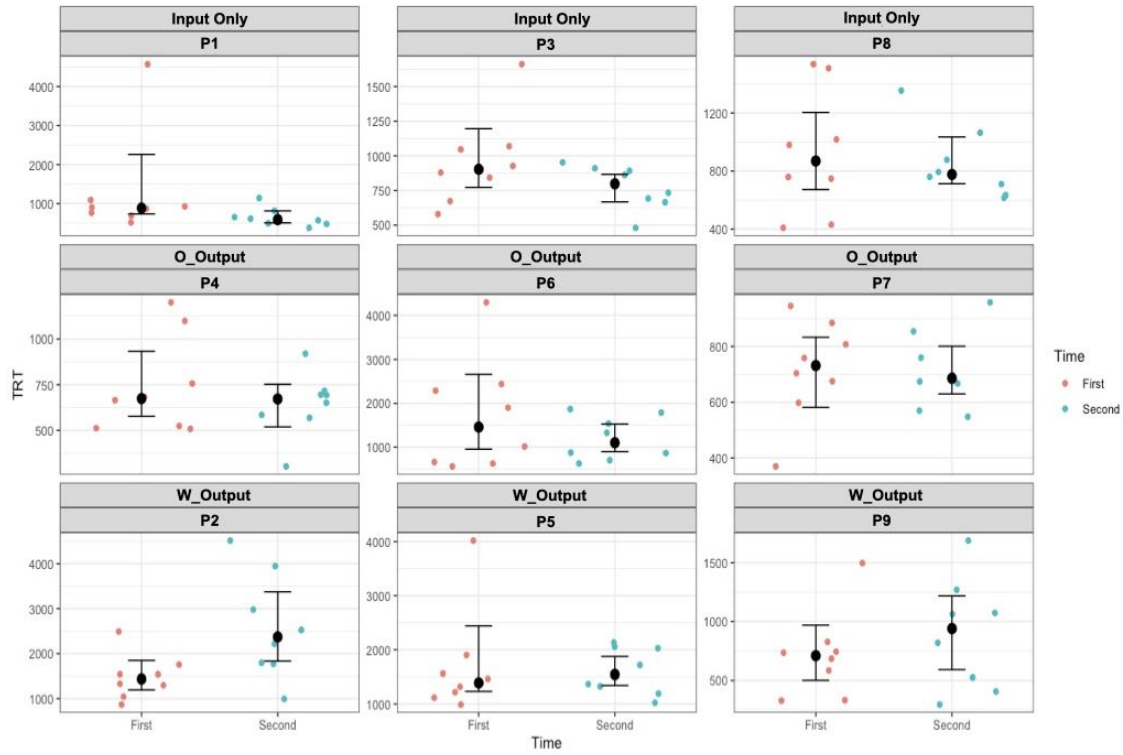 Input Only
Input Only
Input Only
P1
P3
P8
4000
3000
2000
1000
1500
1250
1000
750
500
1200
800
400
O_Output
O_Output
O_Output
P4
P6
P7
1000
750
500
4000
3000
2000
1000
800
600
400
W_Output
W_Output
W_Output
P2
P5
P9
4000
3000
2000
1000
4000
3000
2000
1000
1500
1000
500
First
Second
First
Second
First
Second
TRT
Time
Time
First
Second